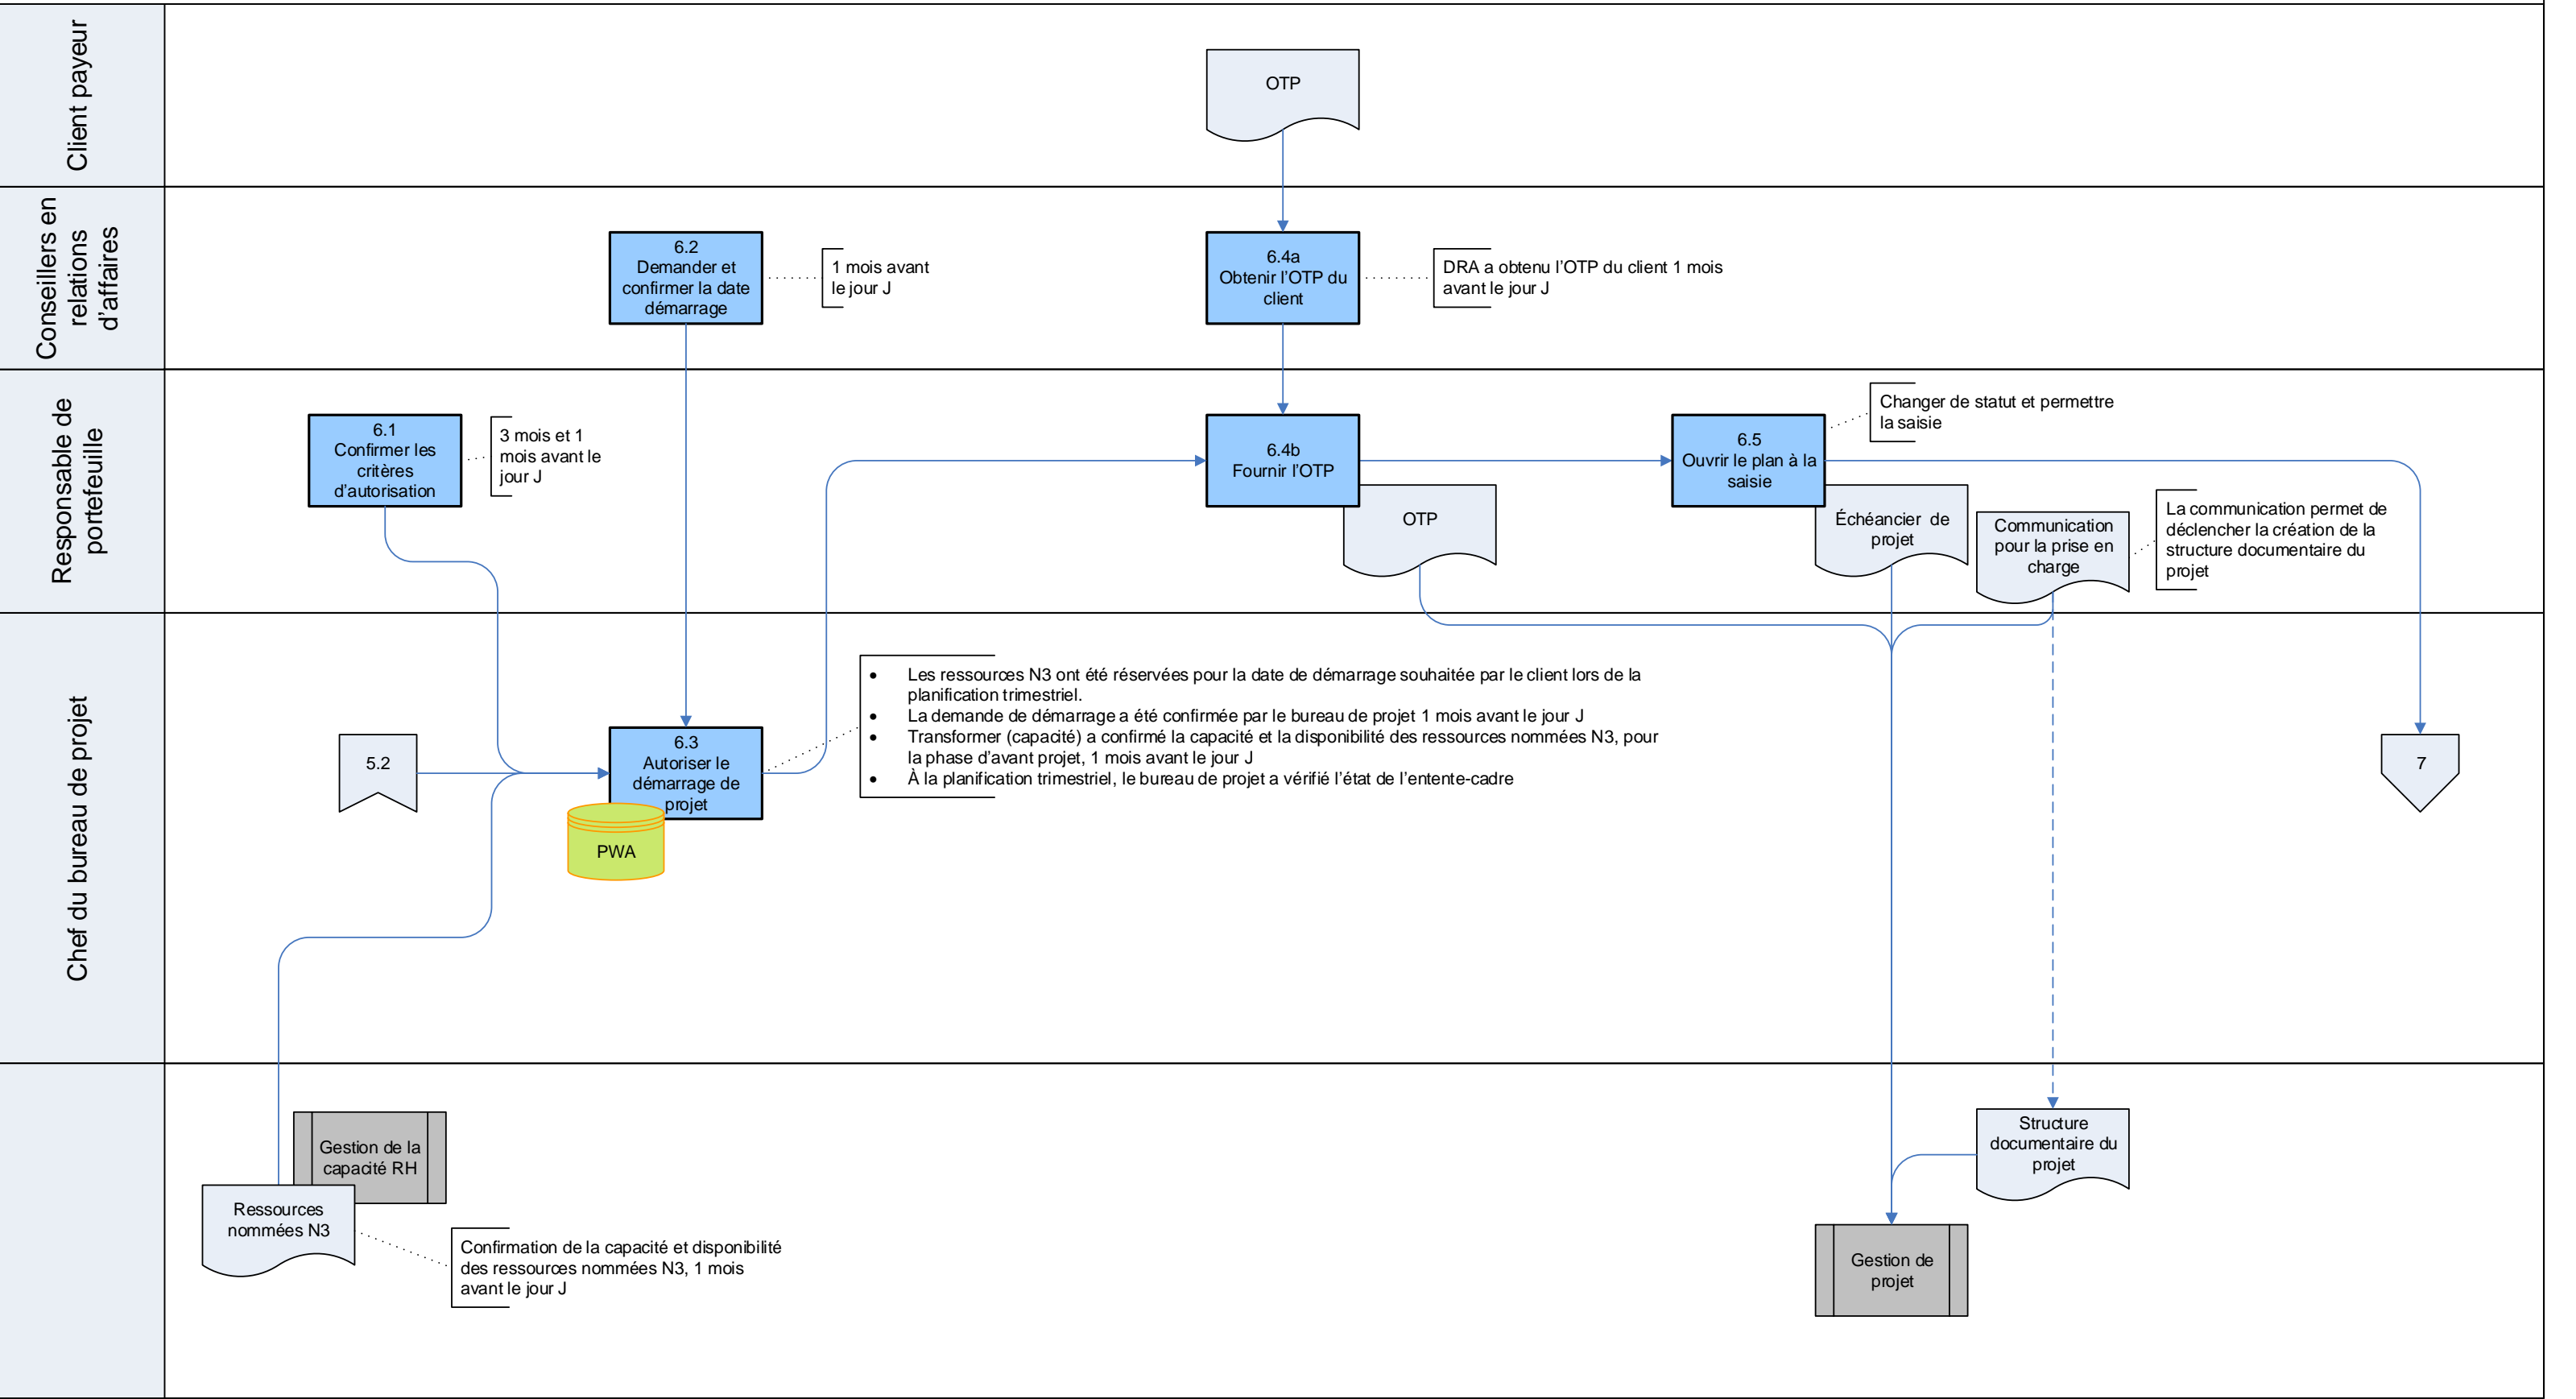 Client payeur
OTP
Conseillers en
relations
d'affaires
6.2
Demander et
confirmer la date
démarrage
1 mois avant
le jour J
6.4a
Obtenir l'OTP du
client
DRA a obtenu l'OTP du client 1 mois
avant le jour J
Responsable de
portefeuille
6.1
Confirmer les
critères
d'autorisation
3 mois et 1
mois avant le
jour J
6.4b
Fournir l'OTP
OTP
6.5
Ouvrir le plan à la
saisie
Changer de statut et permettre
la saisie
Échéancier de
projet
Communication
pour la prise en
charge
La communication permet de
déclencher la création de la
structure documentaire du
projet
Chef du bureau de projet
5.2
6.3
Autoriser le
démarrage de
projet
PWA
• Les ressources N3 ont été réservées pour la date de démarrage souhaitée par le client lors de la
planification trimestriel.
• La demande de démarrage a été confirmée par le bureau de projet 1 mois avant le jour J
• Transformer (capacité) a confirmé la capacité et la disponibilité des ressources nommées N3, pour
la phase d'avant projet, 1 mois avant le jour J
• À la planification trimestriel, le bureau de projet a vérifié l'état de l'entente-cadre
7
Gestion de la
capacité RH
Ressources
nommées N3
Confirmation de la capacité et disponibilité
des ressources nommées N3, 1 mois
avant le jour J
Structure
documentaire du
projet
Gestion de
projet